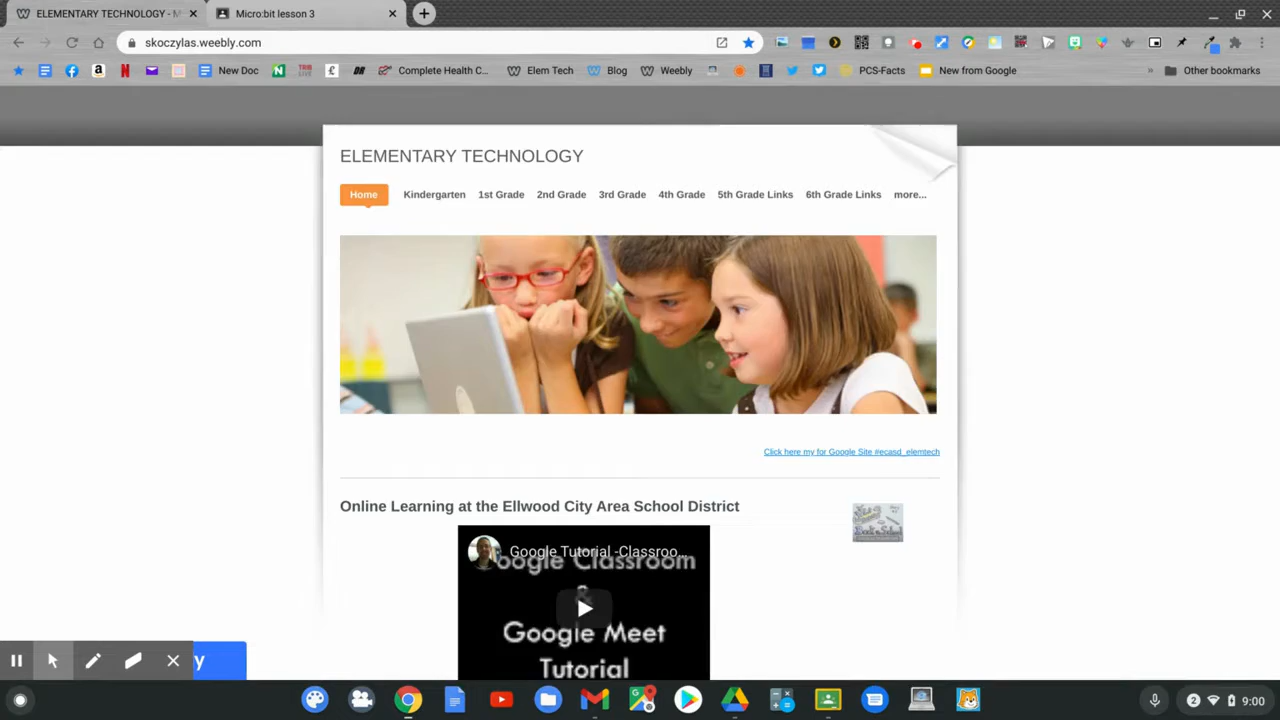 ELEMENTARY TECHNOLOGY - M
Micro:bit lesson 3
skoczylas.weebly.com
New Doc
Complete Health C...
Elem Tech
Blog
Weebly
PCS-Facts
New from Google
»
Other bookmarks
ELEMENTARY TECHNOLOGY
Home Kindergarten 1st Grade 2nd Grade 3rd Grade 4th Grade 5th Grade Links 6th Grade Links more...
Click here my for Google Site #ecasd_elemtech
Online Learning at the Ellwood City Area School District
Google Tutorial -Classroo...
oogle Classroom
&
Google Meet
Tutorial
y
2 9:00